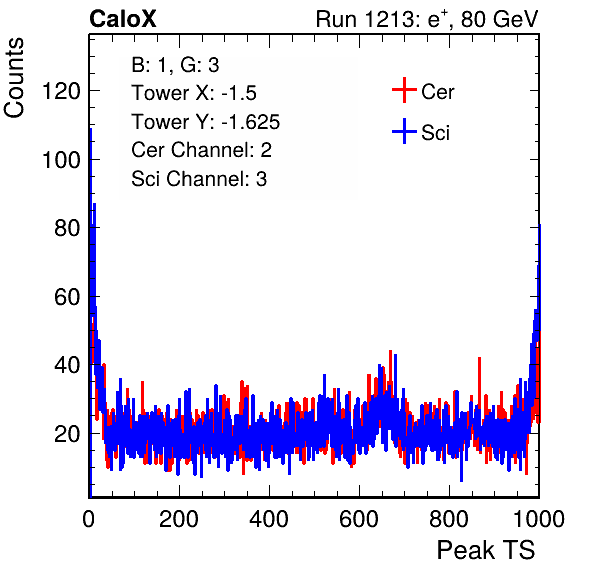 CaloX
Run 1213: e⁺, 80 GeV
Counts
B: 1, G: 3
Tower X: -1.5
Tower Y: -1.625
Cer Channel: 2
Sci Channel: 3
Cer
Sci
120
100
80
60
40
20
0 200 400 600 800 1000
Peak TS